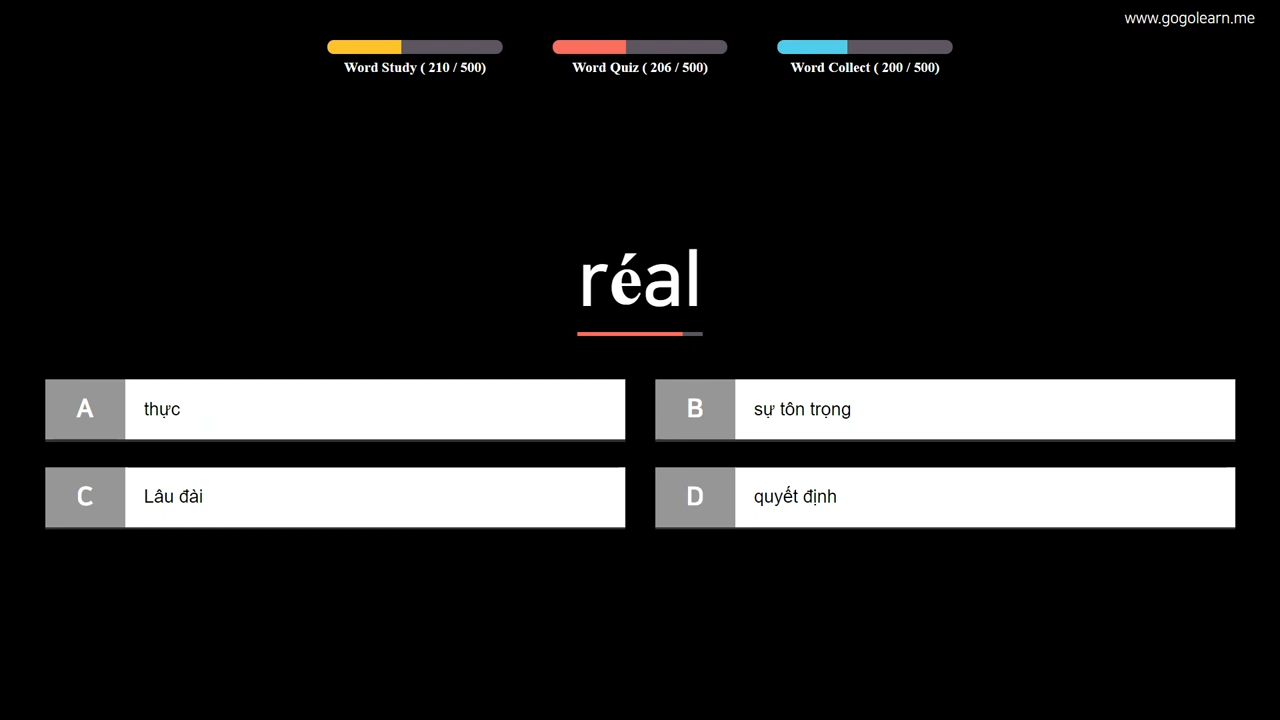 www.gogolearn.me
Word Study ( 210 / 500)
Word Quiz ( 206 / 500)
Word Collect ( 200 / 500)
réal
A thực
B sự tôn trọng
C Lâu đài
D quyết định